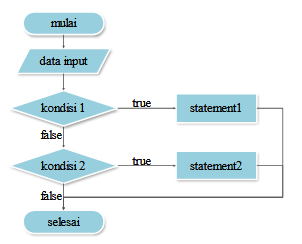 mulai
data input
kondisi 1
true
statement1
false
kondisi 2
true
statement2
false
selesai